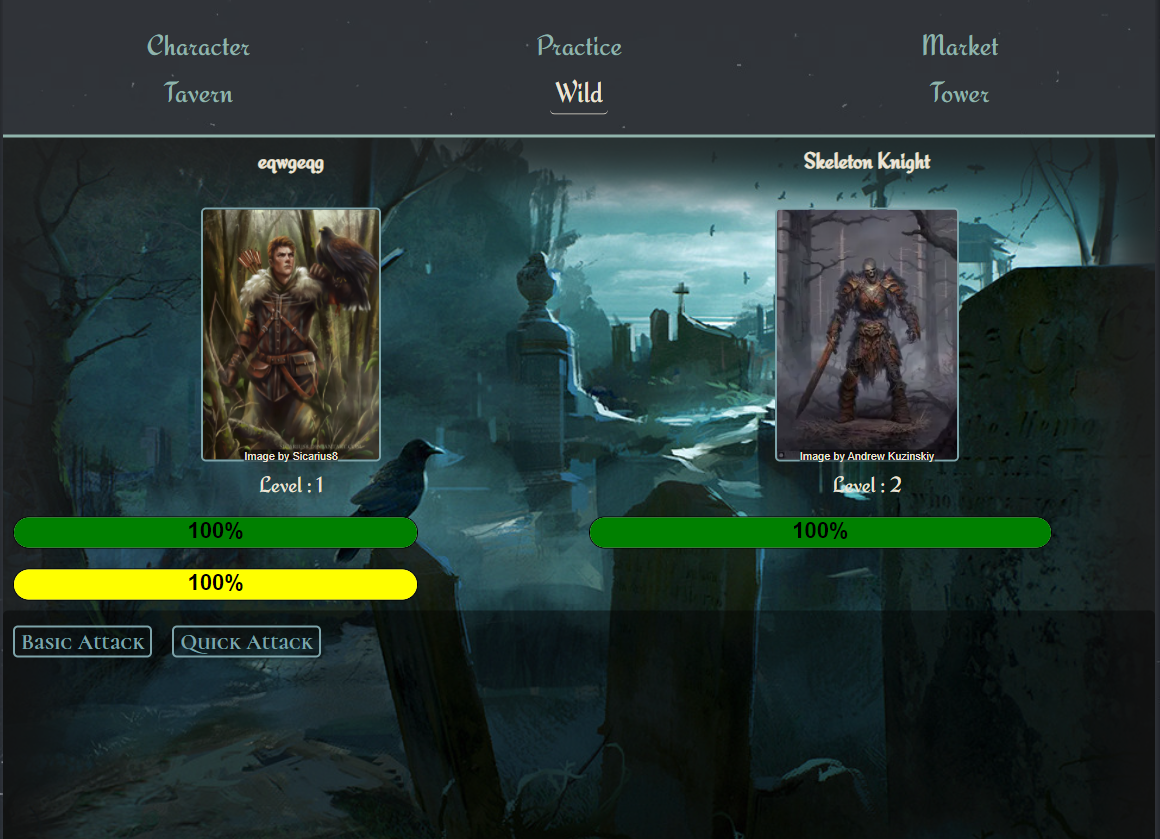 Character Practice Market
Tavern Wild Tower
eqwgeqg Skeleton Knight
Image by Sicarius8 Image by Andrew Kuzinskiy
Level : 1 Level : 2
100% 100%
100%
Basic Attack Quick Attack